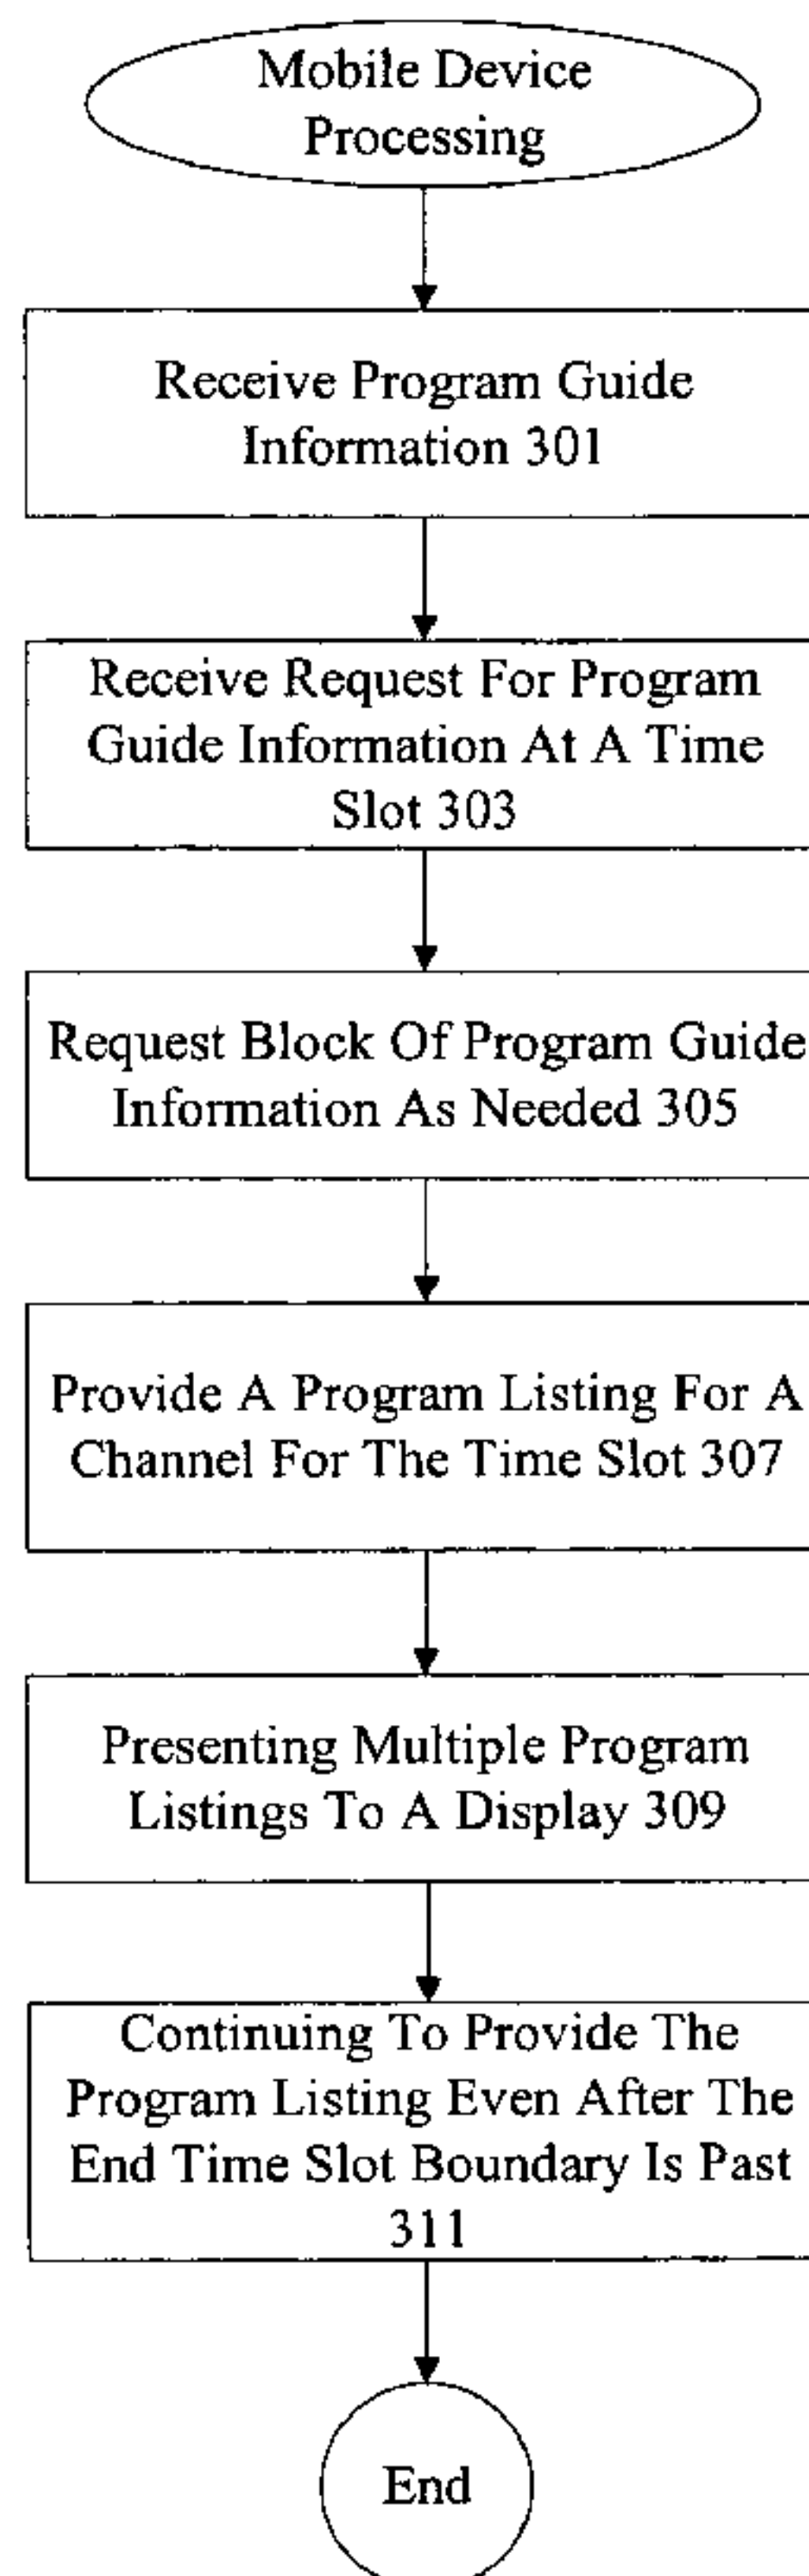 Mobile Device
Processing
Receive Program Guide
Information 301
Receive Request For Program
Guide Information At A Time
Slot 303
Request Block Of Program Guide
Information As Needed 305
Provide A Program Listing For A
Channel For The Time Slot 307
Presenting Multiple Program
Listings To A Display 309
Continuing To Provide The
Program Listing Even After The
End Time Slot Boundary Is Past
311
End